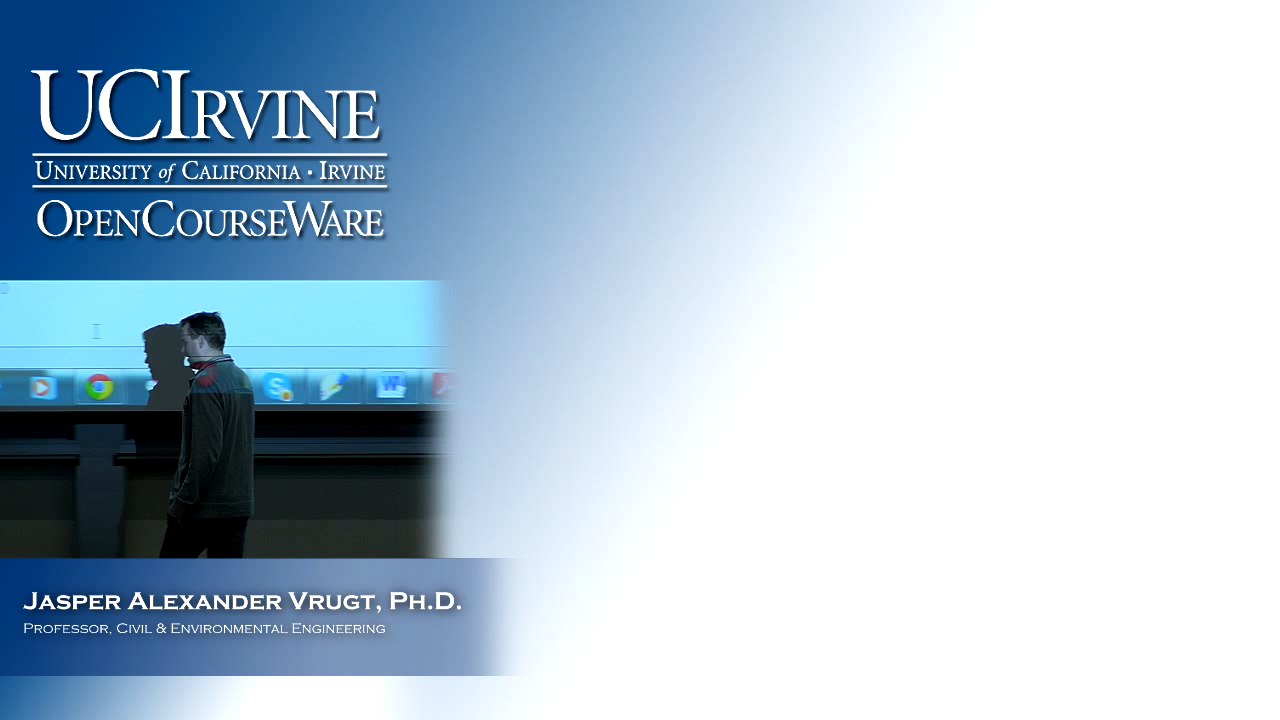 UCIRVINE
UNIVERSITY of CALIFORNIA · IRVINE
OPENCOURSEWARE
JASPER ALEXANDER VRUGT, PH.D.
PROFESSOR, CIVIL & ENVIRONMENTAL ENGINEERING